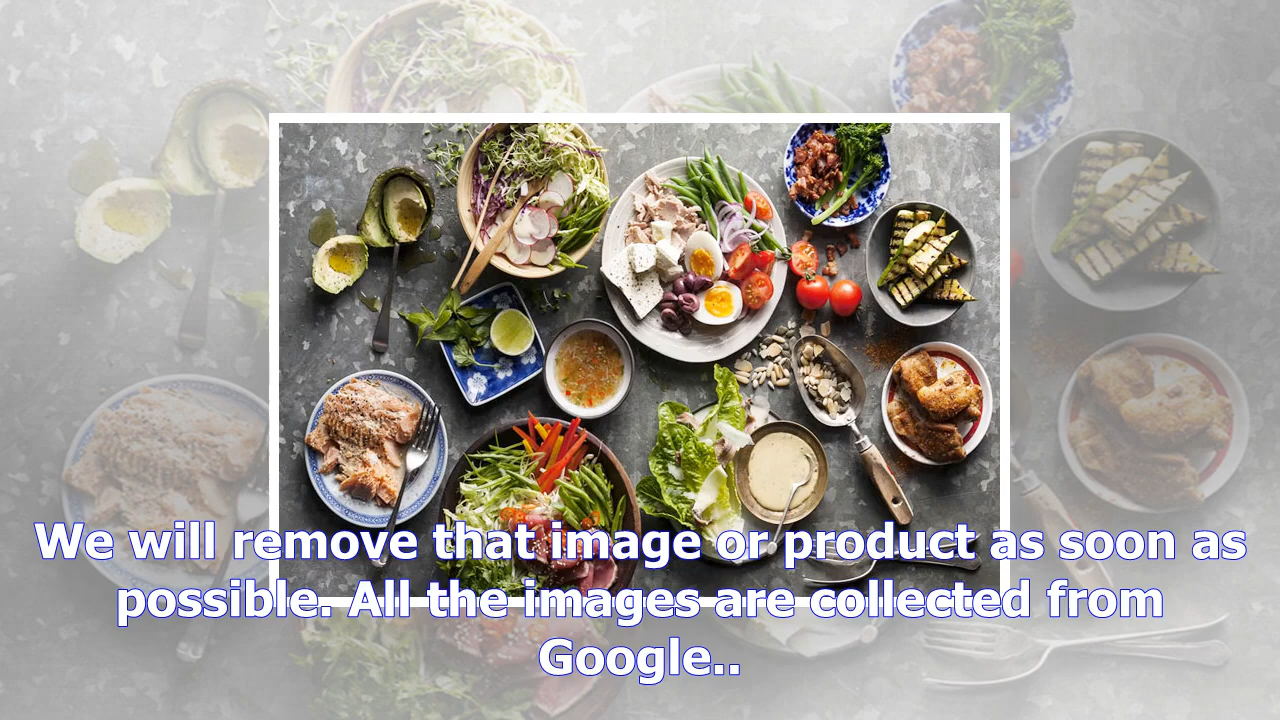 We will remove that image or product as soon as
possible. All the images are collected from
Google..